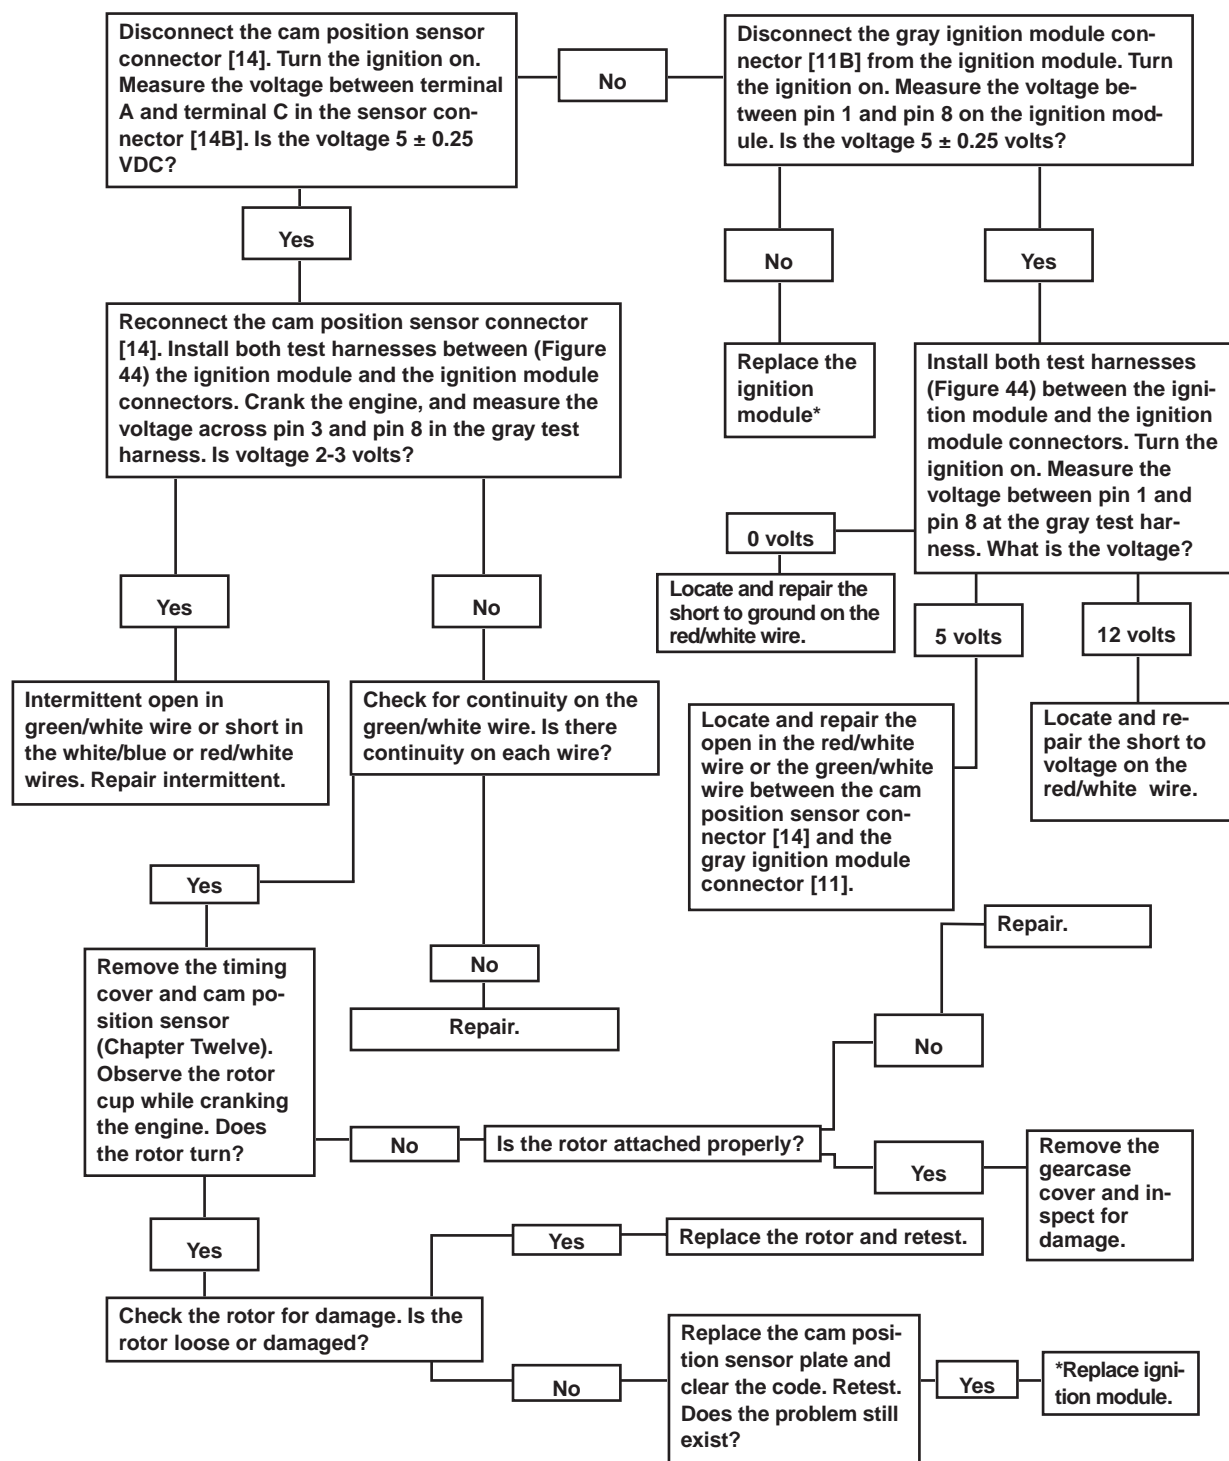 Disconnect the cam position sensor
connector [14]. Turn the ignition on.
Measure the voltage between terminal
A and terminal C in the sensor con-
nector [14B]. Is the voltage 5 ± 0.25
VDC?
No
Disconnect the gray ignition module con-
nector [11B] from the ignition module. Turn
the ignition on. Measure the voltage be-
tween pin 1 and pin 8 on the ignition mod-
ule. Is the voltage 5 ± 0.25 volts?
Yes
No
Yes
Reconnect the cam position sensor connector
[14]. Install both test harnesses between (Figure
44) the ignition module and the ignition module
connectors. Crank the engine, and measure the
voltage across pin 3 and pin 8 in the gray test
harness. Is voltage 2-3 volts?
Replace the
ignition
module*
Install both test harnesses
(Figure 44) between the igni-
tion module and the ignition
module connectors. Turn the
ignition on. Measure the
voltage between pin 1 and
pin 8 at the gray test har-
ness. What is the voltage?
0 volts
Locate and repair the
short to ground on the
red/white wire.
5 volts
12 volts
Yes
No
Intermittent open in
green/white wire or short in
the white/blue or red/white
wires. Repair intermittent.
Check for continuity on the
green/white wire. Is there
continuity on each wire?
Locate and repair the
open in the red/white
wire or the green/white
wire between the cam
position sensor con-
nector [14] and the
gray ignition module
connector [11].
Locate and re-
pair the short to
voltage on the
red/white wire.
Yes
No
Repair.
Repair.
Remove the timing
cover and cam po-
sition sensor
(Chapter Twelve).
Observe the rotor
cup while cranking
the engine. Does
the rotor turn?
No
Is the rotor attached properly?
No
Yes
Remove the
gearcase
cover and in-
spect for
damage.
Yes
Yes
Replace the rotor and retest.
Check the rotor for damage. Is the
rotor loose or damaged?
No
Replace the cam posi-
tion sensor plate and
clear the code. Retest.
Does the problem still
exist?
Yes
*Replace igni-
tion module.